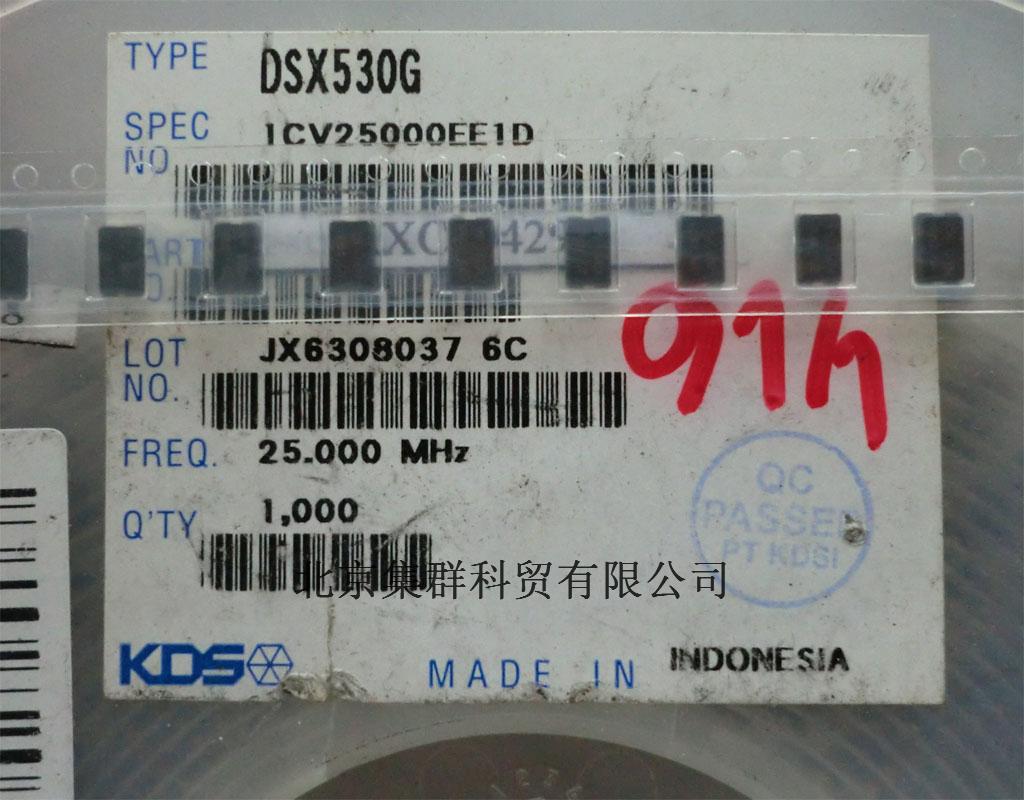 TYPE DSX530G
SPEC NO 1CV25000EE1D
LOT NO. JX6308037 6C
FREQ. 25.000 MHz
Q'TY 1,000
914
QC
PASSED
PT KDSI
北京集群科贸有限公司
KDS MADE IN INDONESIA